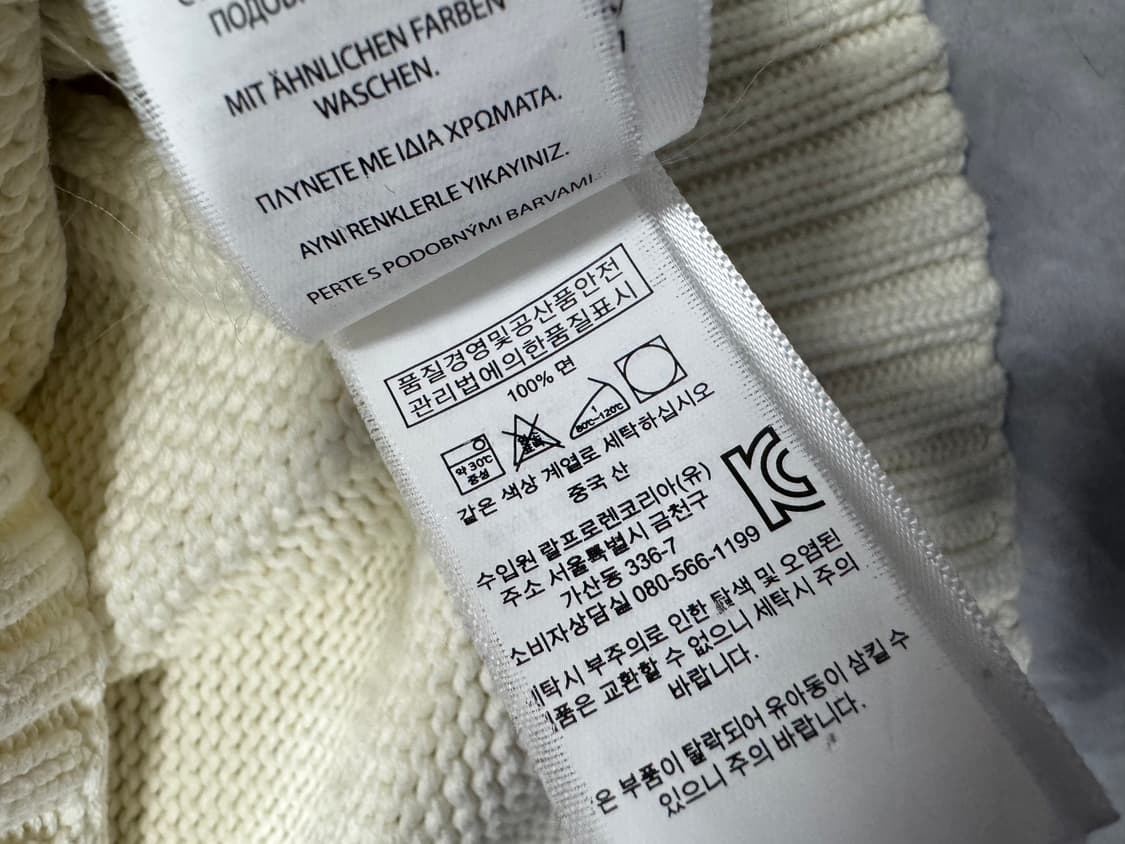 ПОДОБ
MIT ÄHNLICHEN FARBEN
WASCHEN.
ΠΛΥΝΕΤΕ ΜΕ ΙΔΙΑ ΧΡΩΜΑΤΑ.
AYNI RENKLERLE YIKAYINIZ.
PERTE S PODOBNÝMI BARVAMI.
품질경영및공산품안전
관리법에의한품질표시
100% 면
약 30℃
중성
80℃~120℃
같은 색상 계열로 세탁하십시오
중국 산
수입원 랄프로렌코리아(유)
주소 서울특별시 금천구
가산동 336-7
소비자상담실 080-566-1199
세탁시 부주의로 인한 탈색 및 오염된
제품은 교환할 수 없으니 세탁시 주의
바랍니다.
은 부품이 탈락되어 유아동이 삼킬 수
있으니 주의 바랍니다.